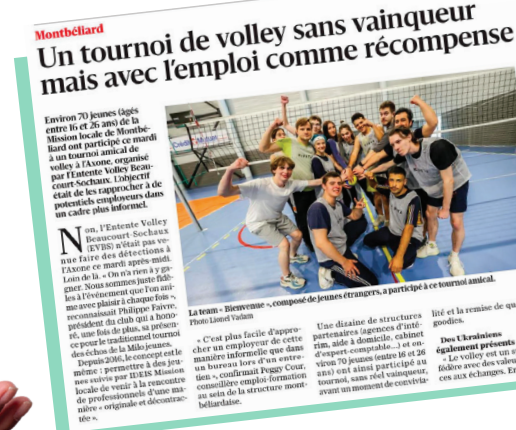 Montbéliard
Un tournoi de volley sans vainqueur
mais avec l'emploi comme récompense
Environ 70 jeunes (âgés
entre 16 et 26 ans) de la
Mission locale de Montbé-
liard ont participé ce mardi
à un tournoi amical de
volley à l'Axone, organisé
par l'Entente Volley Beau-
court-Sochaux. L'objectif
était de les rapprocher à de
potentiels employeurs dans
un cadre plus informel.
Non, l'Entente Volley
Beaucourt-Sochaux
(EVBS) n'était pas ve-
nue faire des détections à
l'Axone ce mardi après-midi.
Loin de là. « On n'a rien à y ga-
gner. Nous sommes juste fidè-
les à l'événement que l'on ani-
me avec plaisir à chaque fois »,
reconnaissait Philippe Faivre,
président du club qui a hono-
ré, une fois de plus, sa présen-
ce pour le traditionnel tournoi
des échos de la Milo jeunes.
Depuis 2016, le concept est le
même : permettre à des jeu-
nes suivis par IDEIS Mission
locale de venir à la rencontre
de professionnels d'une ma-
nière « originale et décontrac-
tée ».
La team « Bienvenue », composé de jeunes étrangers, a participé à ce tournoi amical.
Photo Lionel Vadam
« C'est plus facile d'appro-
cher un employeur de cette
manière informelle que dans
un bureau lors d'un entre-
tien », confirmait Peggy Cour,
conseillère emploi-formation
au sein de la structure mont-
béliardaise.
Une dizaine de structures
partenaires (agences d'inté-
rim, aide à domicile, cabinet
d'expert-comptable...) et en-
viron 70 jeunes (entre 16 et 26
ans) ont ainsi participé au
tournoi, sans réel vainqueur,
avant un moment de convivia-
lité et la remise de qu
goodies.
Des Ukrainiens
également présents
« Le volley est un s
fédère avec des valeu
ces aux échanges. En